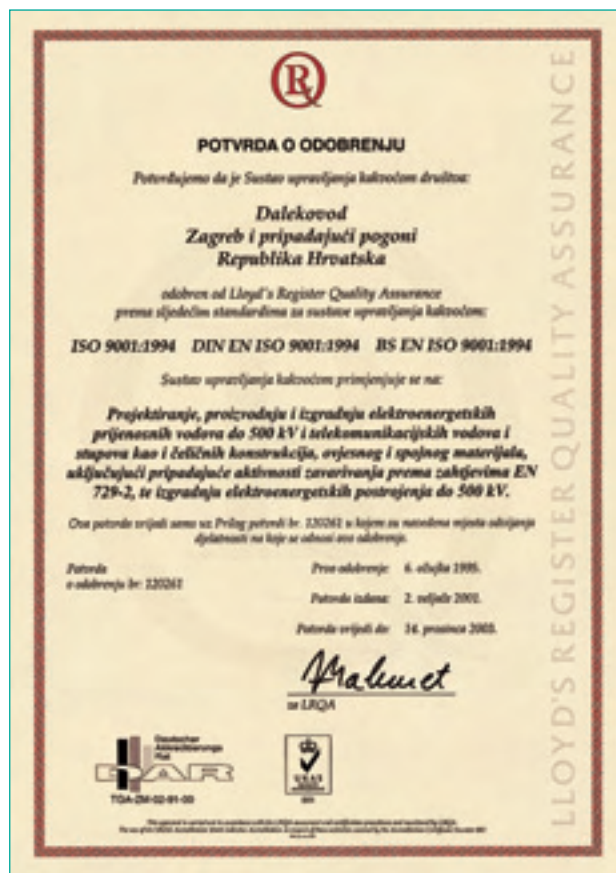 R
POTVRDA O ODOBRENJU
Potvrđujemo da je Sustav upravljanja kakvoćom društva:
Dalekovod
Zagreb i pripadajući pogoni
Republika Hrvatska
odobren od Lloyd's Register Quality Assurance
prema sljedećim standardima za sustave upravljanja kakvoćom:
ISO 9001:1994 DIN EN ISO 9001:1994 BS EN ISO 9001:1994
Sustav upravljanja kakvoćom primjenjuje se na:
Projektiranje, proizvodnju i izgradnju elektroenergetskih
prijenosnih vodova do 500 kV i telekomunikacijskih vodova i
stupova kao i čeličnih konstrukcija, ovjesnog i spojnog materijala,
uključujući pripadajuće aktivnosti zavarivanja prema zahtjevima EN
729-2, te izgradnju elektroenergetskih postrojenja do 500 kV.
Ova potvrda vrijedi samo uz Prilog potvrdi br. 120261 u kojem su navedena mjesta odvijanja
djelatnosti na koje se odnosi ovo odobrenje.
Potvrda
o odobrenju br: 120261
Prvo odobrenje: 6. ožujka 1995.
Potvrda izdana: 2. veljače
Potvrda vrijedi do: 14. prosinca 2003.
za LRQA
Deutscher
Akkreditierungs
Rat
DAR
TGA-ZM-02-91-00
UKAS
LLOYD'S REGISTER QUALITY ASSURANCE